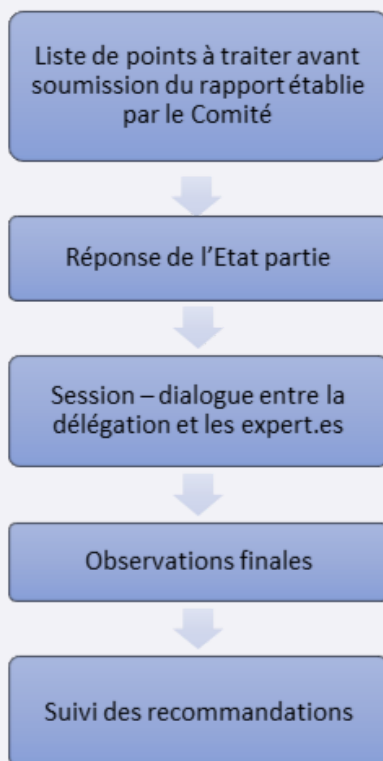 Liste de points à traiter avant
soumission du rapport établie
par le Comité
Réponse de l'Etat partie
Session – dialogue entre la
délégation et les expert.es
Observations finales
Suivi des recommandations